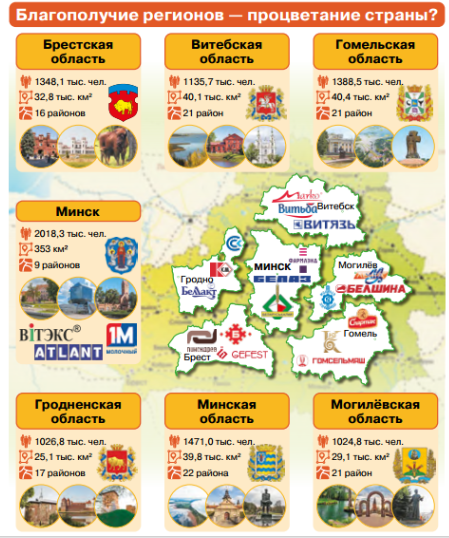 Благополучие регионов — процветание страны?
Брестская
область
1348,1 тыс. чел.
32,8 тыс. км²
16 районов
Витебская
область
1135,7 тыс. чел.
40,1 тыс. км²
21 район
Гомельская
область
1388,5 тыс. чел.
40,4 тыс. км²
21 район
Минск
2018,3 тыс. чел.
353 км²
9 районов
ВIТЭКС®
1М
МОЛОЧНЫЙ
ATLANT
Marko
Витьба
Витебск
ВИТЯЗЬ
Гродно
Беллакт
МИНСК
БЕЛАЗ
Могилёв
БЕЛШИНА
Брест
GEFEST
Спартак
Гомель
ГОМСЕЛЬМАШ
Гродненская
область
1026,8 тыс. чел.
25,1 тыс. км²
17 районов
Минская
область
1471,0 тыс. чел.
39,8 тыс. км²
22 района
Могилёвская
область
1024,8 тыс. чел.
29,1 тыс. км²
21 район